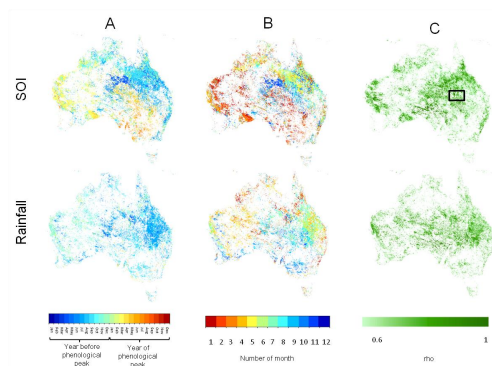 A B C
SOI
Rainfall
Year before phenological peak
Year of phenological peak
1 2 3 4 5 6 7 8 9 10 11 12
Number of month
0.6 1
rho